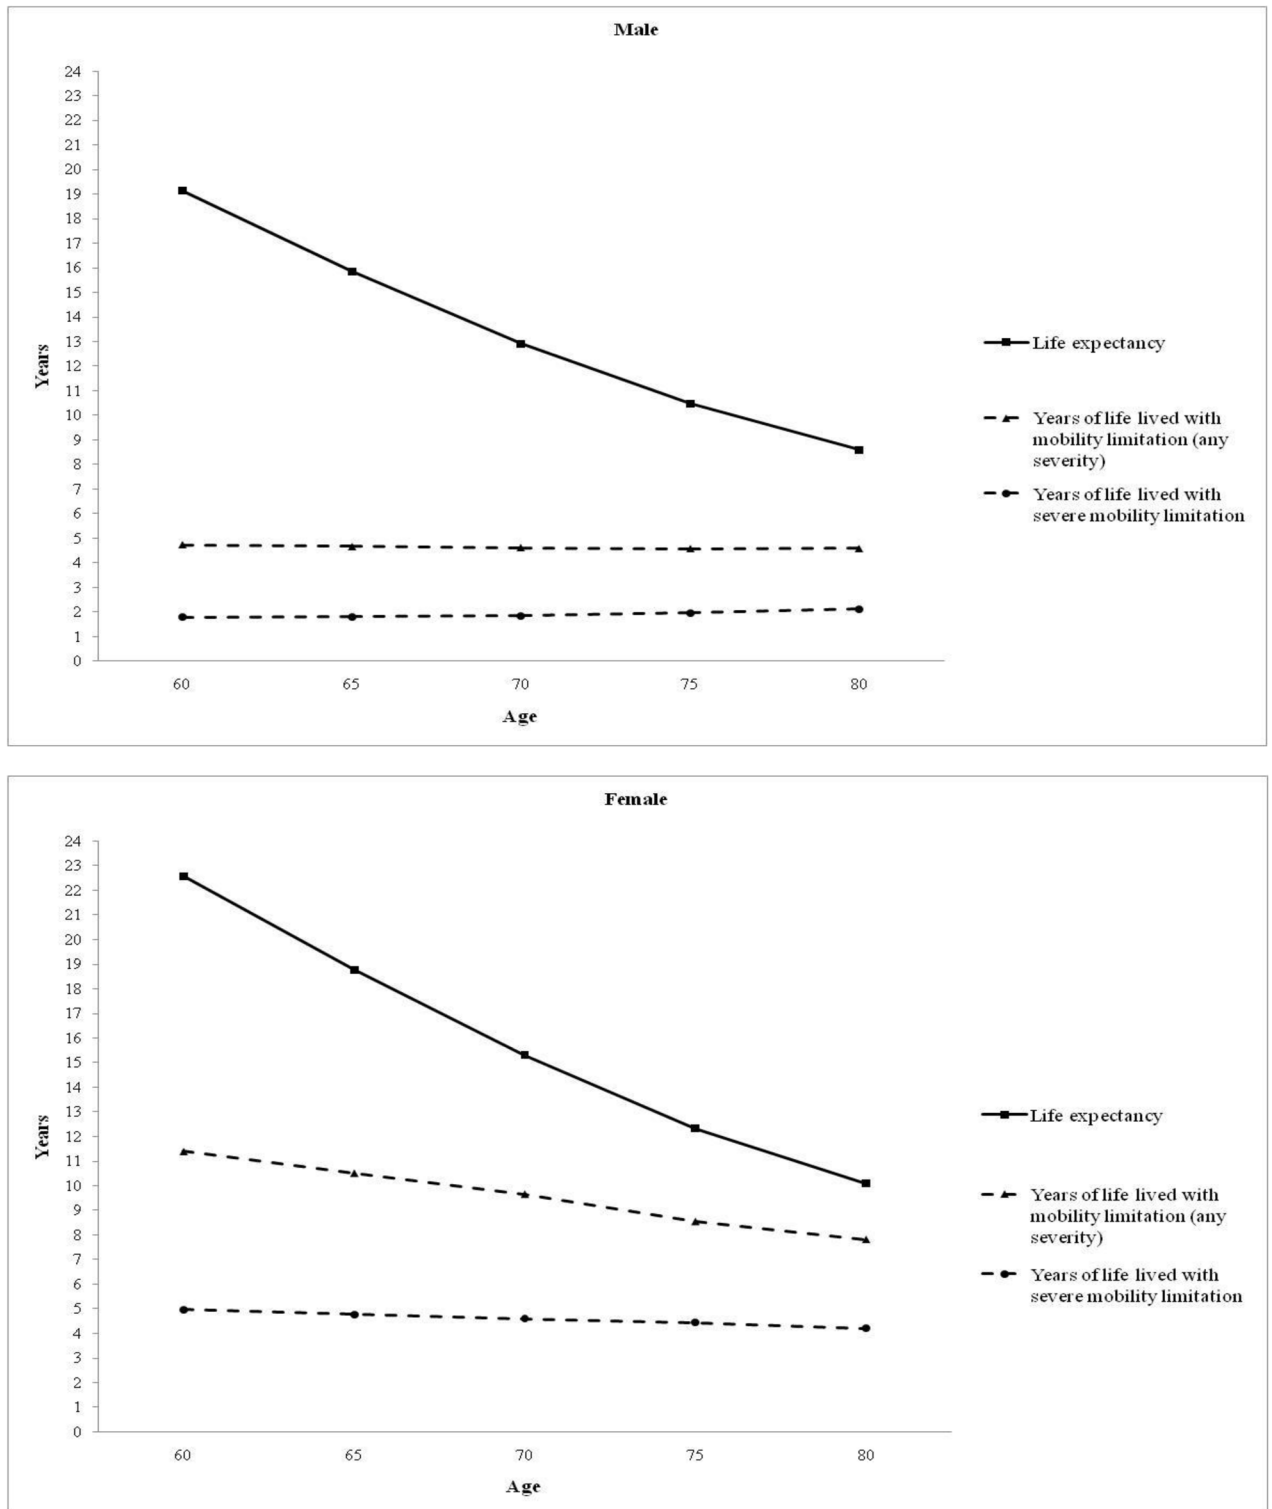 Male
24
23
22
21
20
19
18
17
16
15
14
13
12
11
10
9
8
7
6
5
4
3
2
1
0
Years
60 65 70 75 80
Age
Life expectancy
Years of life lived with
mobility limitation (any
severity)
Years of life lived with
severe mobility limitation
Female
24
23
22
21
20
19
18
17
16
15
14
13
12
11
10
9
8
7
6
5
4
3
2
1
0
Years
60 65 70 75 80
Age
Life expectancy
Years of life lived with
mobility limitation (any
severity)
Years of life lived with
severe mobility limitation